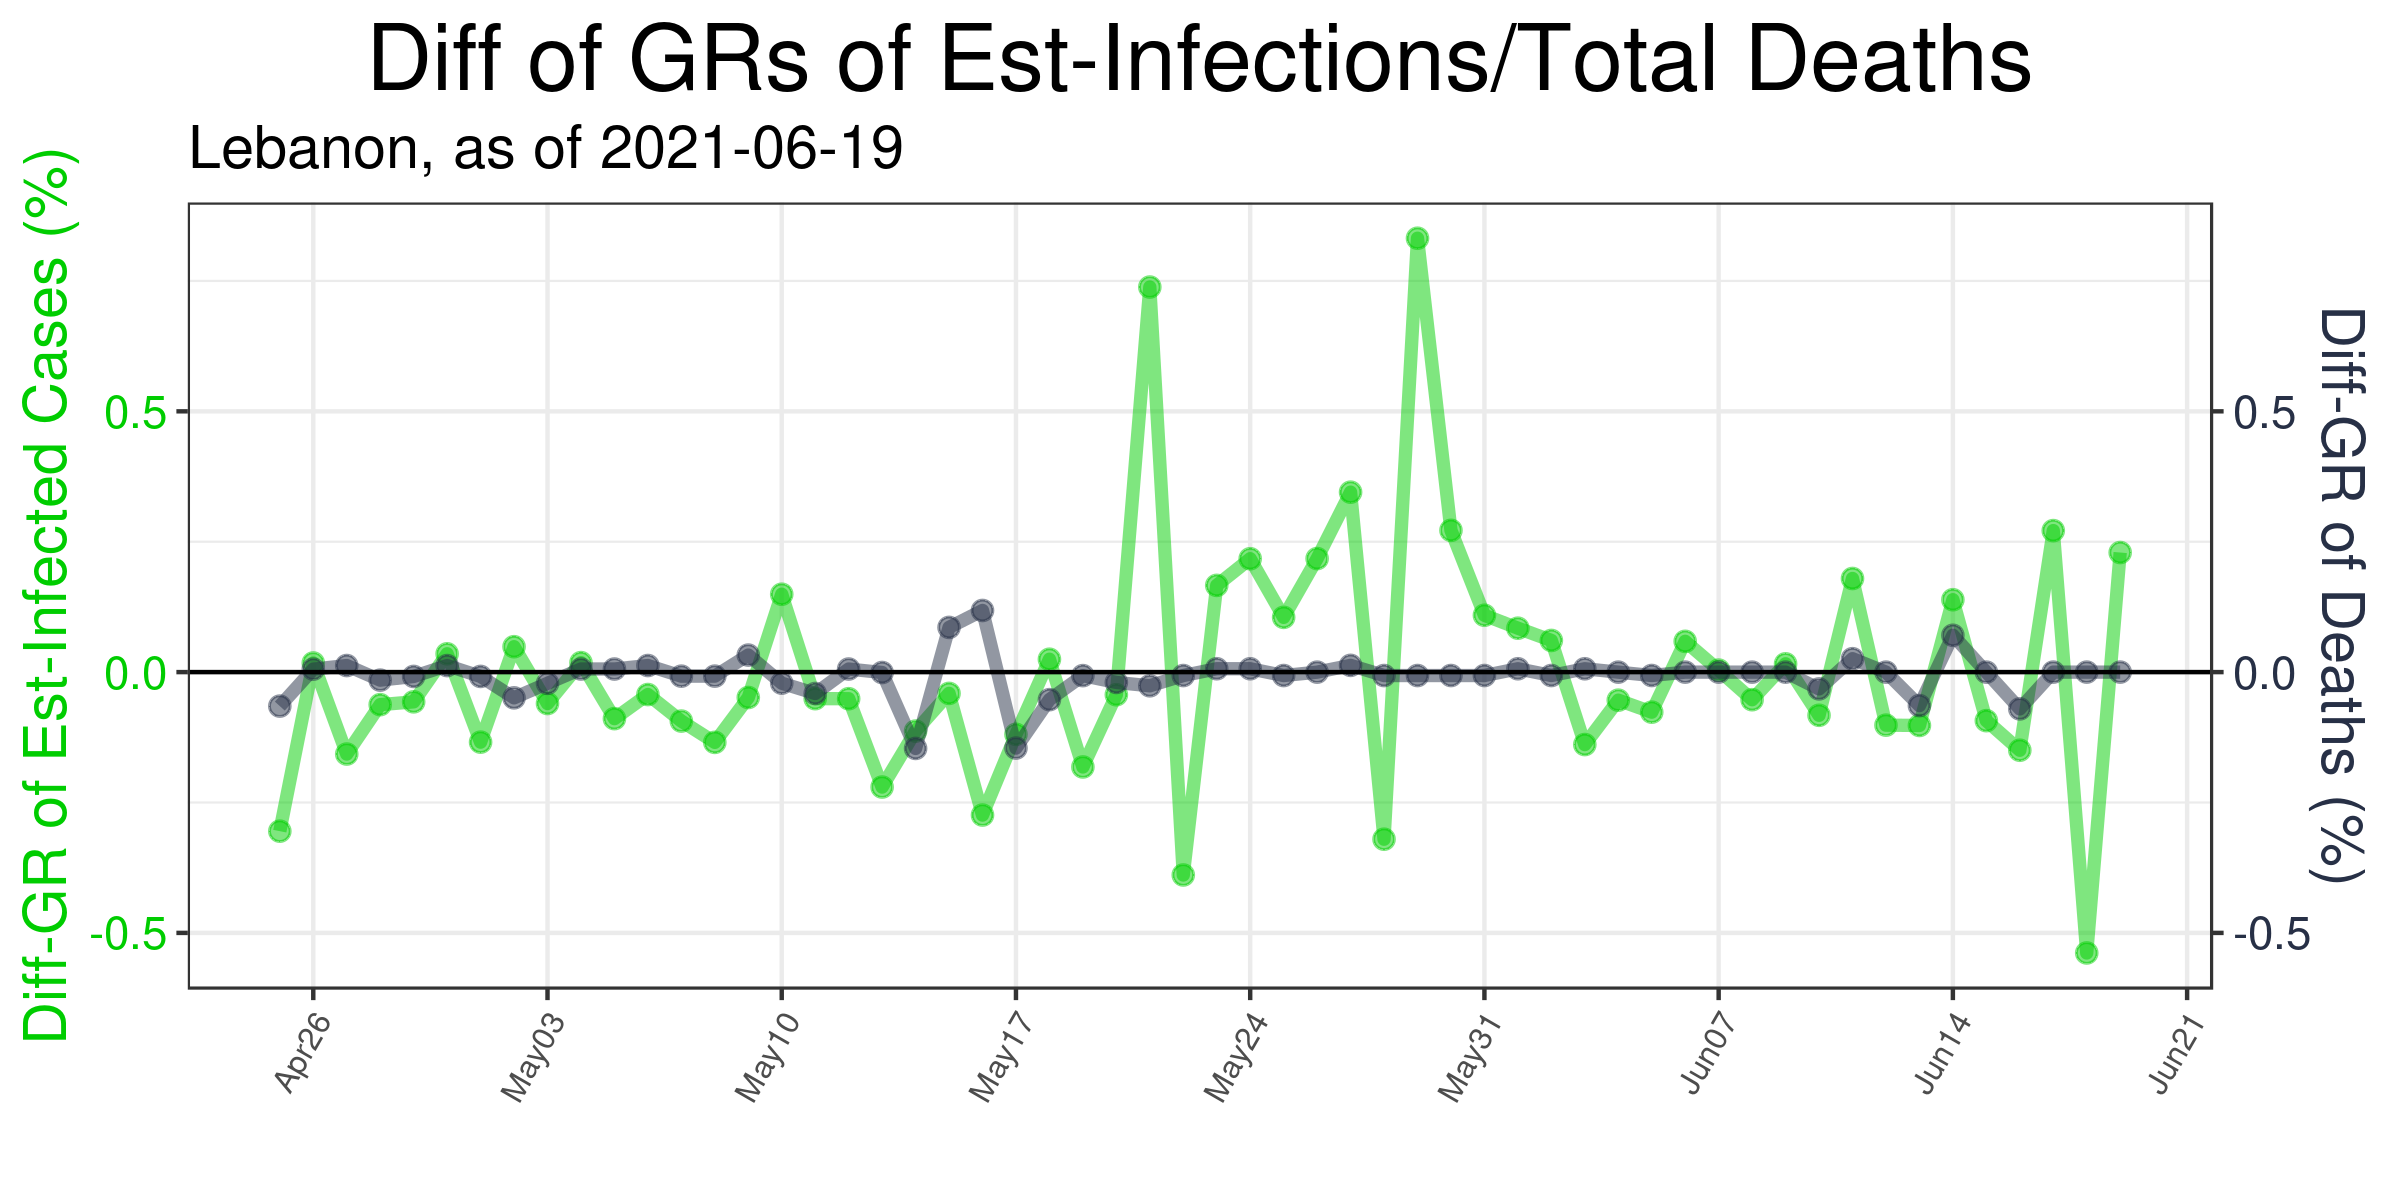 Diff of GRs of Est-Infections/Total Deaths
Lebanon, as of 2021-06-19
Diff-GR of Est-Infected Cases (%)
0.5
0.0
-0.5
0.5
0.0
-0.5
Diff-GR of Deaths (%)
Apr26
May03
May10
May17
May24
May31
Jun07
Jun14
Jun21